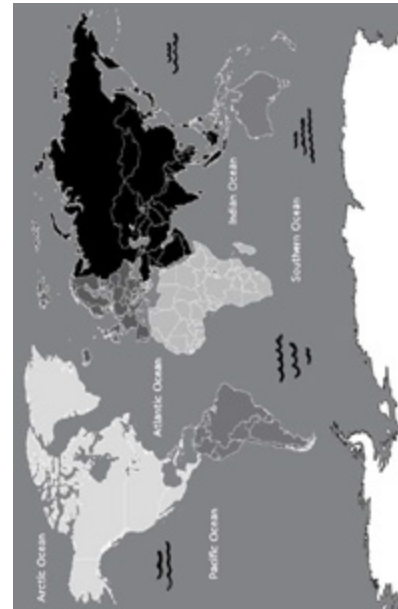 Arctic Ocean
Pacific Ocean
Atlantic Ocean
Indian Ocean
Southern Ocean